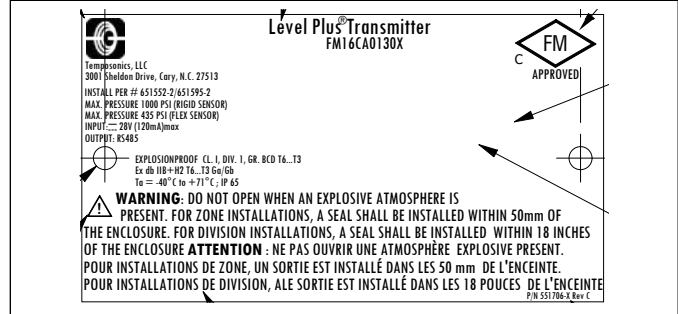 Level Plus® Transmitter
FM16CA0130X
FM
C
APPROVED
Temposonics, LLC
3001 Sheldon Drive, Cary, N.C. 27513
INSTALL PER # 651552-2/651595-2
MAX. PRESSURE 1000 PSI (RIGID SENSOR)
MAX. PRESSURE 435 PSI (FLEX SENSOR)
INPUT: ⎓ 28V (120mA)max
OUTPUT: RS485
EXPLOSIONPROOF CL. I, DIV. 1, GR. BCD T6...T3
Ex db IIB+H2 T6...T3 Ga/Gb
Ta = -40°C to +71°C ; IP 65
WARNING: DO NOT OPEN WHEN AN EXPLOSIVE ATMOSPHERE IS
PRESENT. FOR ZONE INSTALLATIONS, A SEAL SHALL BE INSTALLED WITHIN 50mm OF
THE ENCLOSURE. FOR DIVISION INSTALLATIONS, A SEAL SHALL BE INSTALLED WITHIN 18 INCHES
OF THE ENCLOSURE ATTENTION : NE PAS OUVRIR UNE ATMOSPHÈRE EXPLOSIVE PRESENT.
POUR INSTALLATIONS DE ZONE, UN SORTIE EST INSTALLÉ DANS LES 50 mm DE L'ENCEINTE.
POUR INSTALLATIONS DE DIVISION, ALE SORTIE EST INSTALLÉ DANS LES 18 POUCES DE L'ENCEINTE
P/N 551706-X Rev C